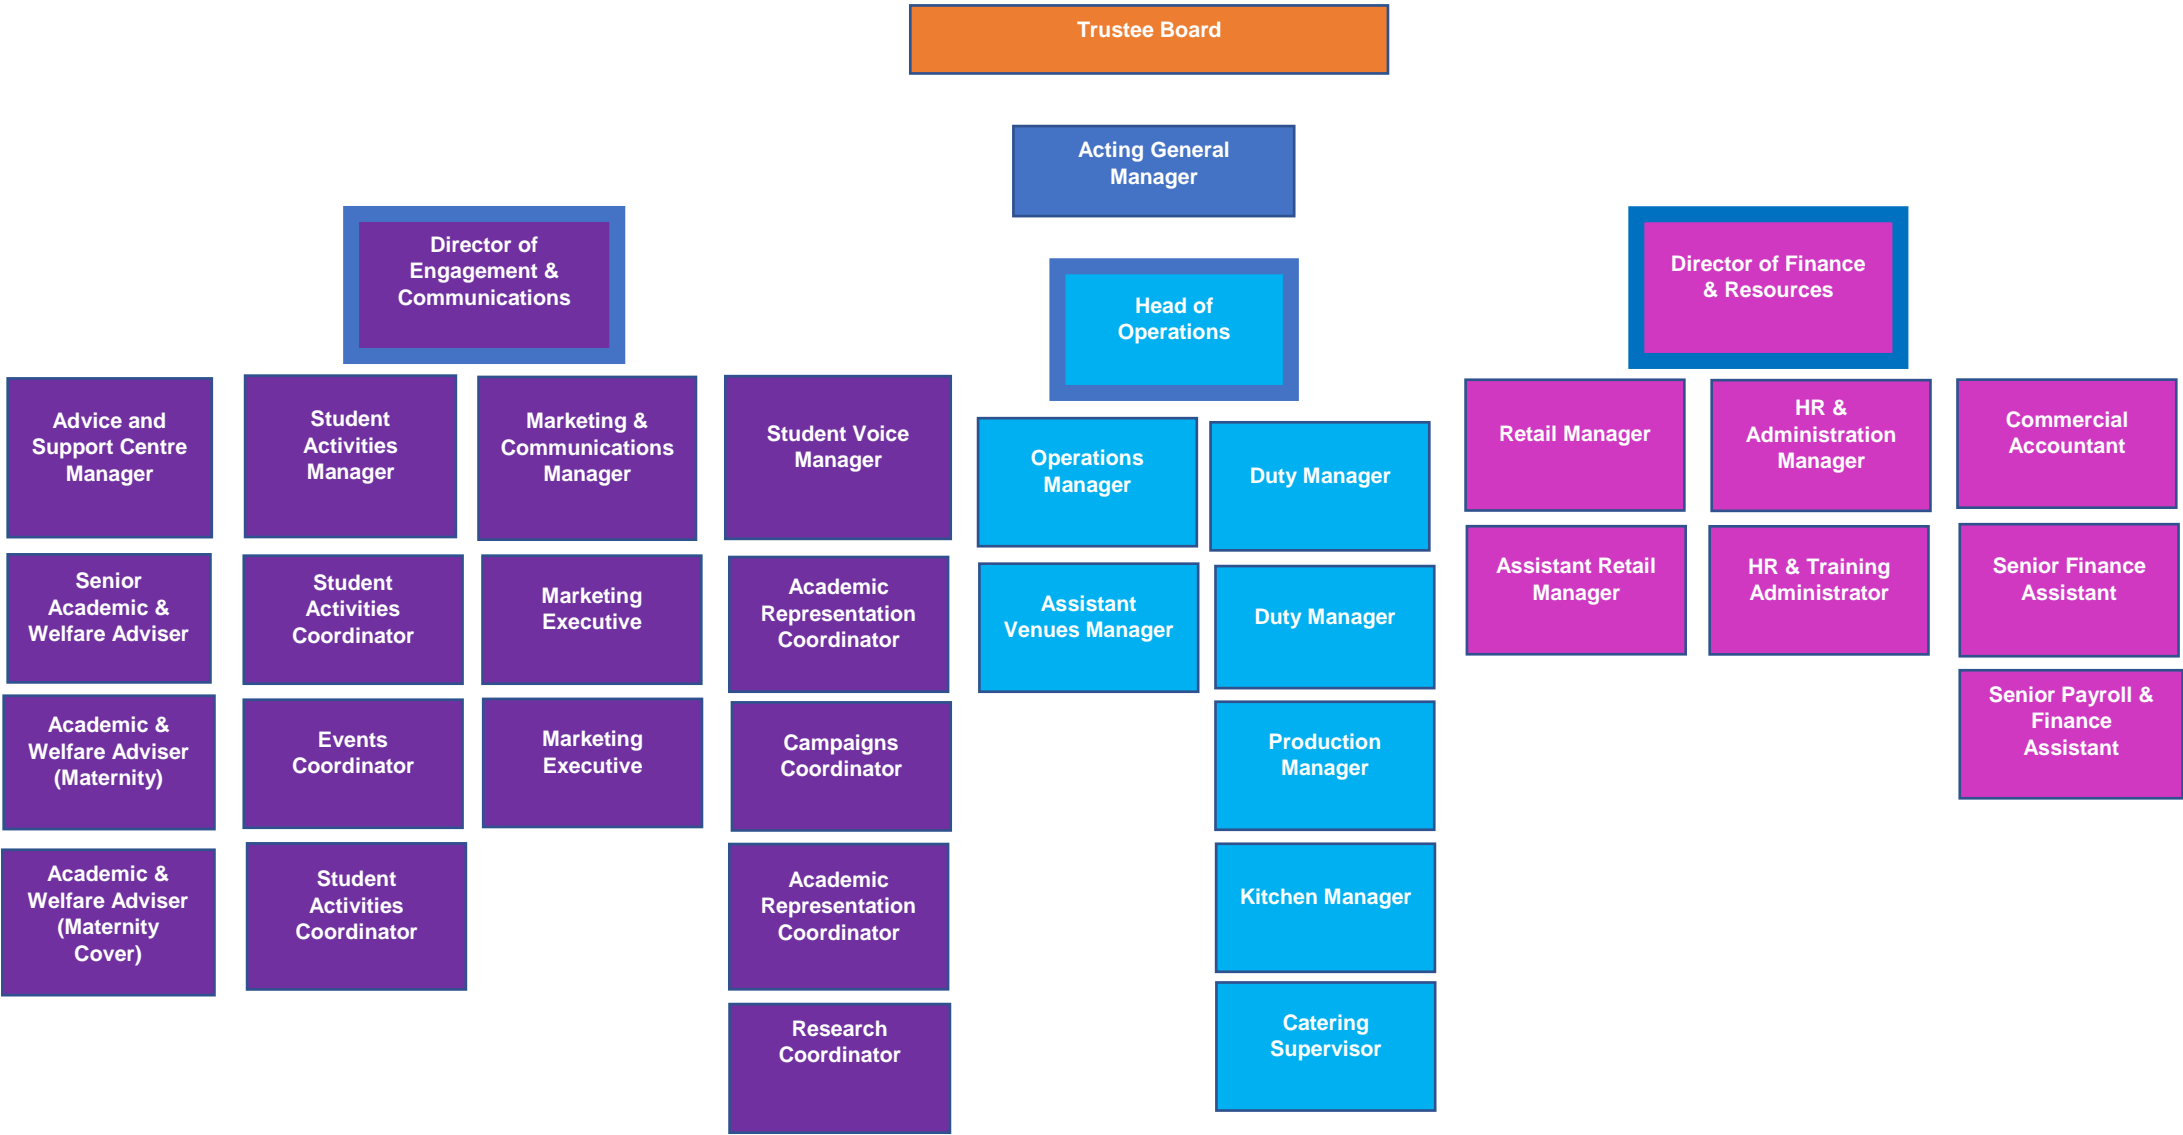 Trustee Board
Acting General
Manager
Director of
Engagement &
Communications
Head of
Operations
Director of Finance
& Resources
Advice and
Support Centre
Manager
Student
Activities
Manager
Marketing &
Communications
Manager
Student Voice
Manager
Operations
Manager
Duty Manager
Retail Manager
HR &
Administration
Manager
Commercial
Accountant
Senior
Academic &
Welfare Adviser
Student
Activities
Coordinator
Marketing
Executive
Academic
Representation
Coordinator
Assistant
Venues Manager
Duty Manager
Assistant Retail
Manager
HR & Training
Administrator
Senior Finance
Assistant
Academic &
Welfare Adviser
(Maternity)
Events
Coordinator
Marketing
Executive
Campaigns
Coordinator
Production
Manager
Senior Payroll &
Finance
Assistant
Academic &
Welfare Adviser
(Maternity
Cover)
Student
Activities
Coordinator
Academic
Representation
Coordinator
Kitchen Manager
Research
Coordinator
Catering
Supervisor